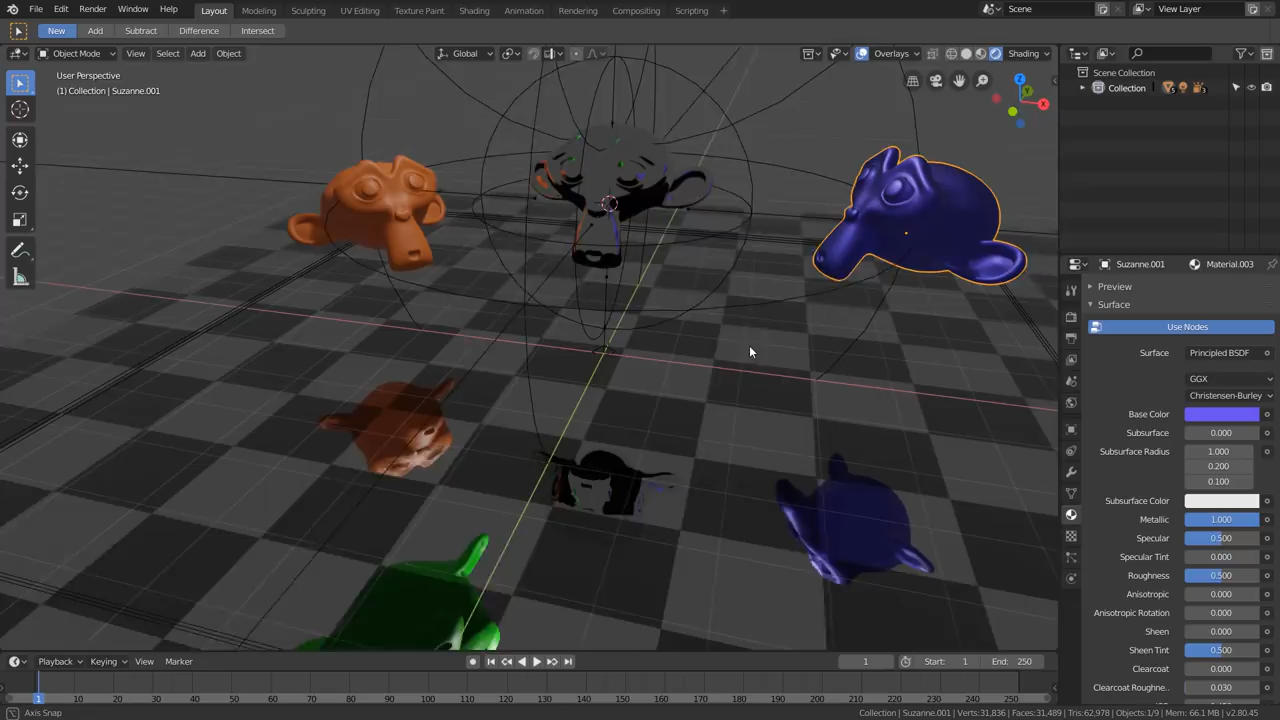 File Edit Render Window Help Layout Modeling Sculpting UV Editing Texture Paint Shading Animation Rendering Compositing Scripting + Scene View Layer
New Add Subtract Difference Intersect
Object Mode View Select Add Object Global Overlays Shading
User Perspective
(1) Collection | Suzanne.001
X
Y
Z
Scene Collection
Collection
Suzanne.001 Material.003
Preview
Surface
Use Nodes
Surface Principled BSDF
GGX
Christensen-Burley
Base Color
Subsurface 0.000
Subsurface Radius 1.000
0.200
0.100
Subsurface Color
Metallic 1.000
Specular 0.500
Specular Tint 0.000
Roughness 0.500
Anisotropic 0.000
Anisotropic Rotation 0.000
Sheen 0.000
Sheen Tint 0.500
Clearcoat 0.000
Clearcoat Roughne.. 0.030
Playback Keying View Marker 1 Start: 1 End: 250
1 10 20 30 40 50 60 70 80 90 100 110 120 130 140 150 160 170 180 190 200 210 220 230 240 250
Axis Snap Collection | Suzanne.001 | Verts:31,836 | Faces:31,489 | Tris:62,978 | Objects:1/9 | Mem: 66.1 MB | v2.80.45